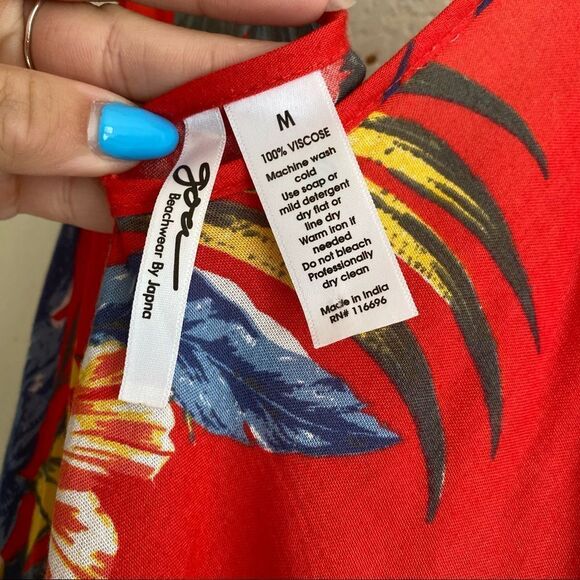 Beachwear By Japna
M
100% VISCOSE
Machine wash
cold
Use soap or
mild detergent
dry flat or
line dry
Warm iron if
needed
Do not bleach
Professionally
dry clean
Made In India
RN# 116696